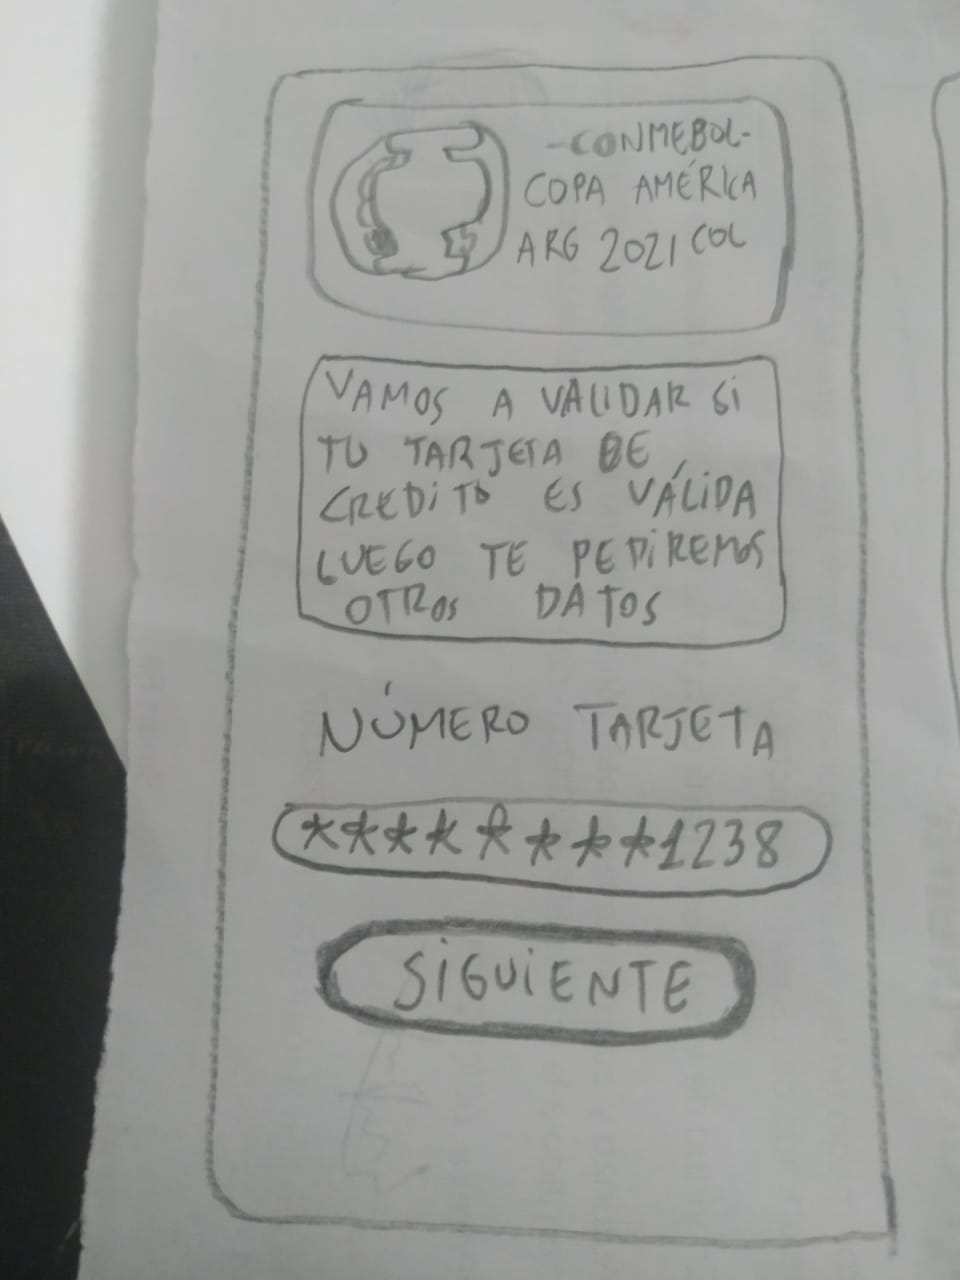 -CONMEBOL-
COPA AMÉRICA
ARG 2021 COL
VAMOS A VALIDAR Si
TU TARJETA DE
CREDiTO ES VÁLiDA
LUEGO TE PEDiREMOS
OTROS DATOS
NÚMERO TARJETA
********1238
SiGUiENTE